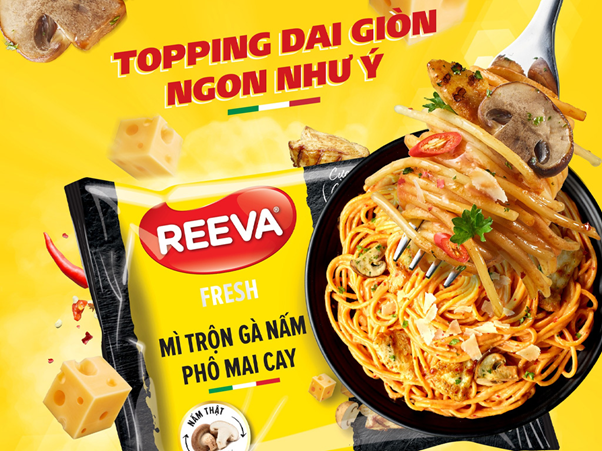 TOPPING DAI GIÒN
NGON NHƯ Ý
REEVA®
FRESH
MÌ TRỘN GÀ NẤM
PHÔ MAI CAY
NẤM THẬT